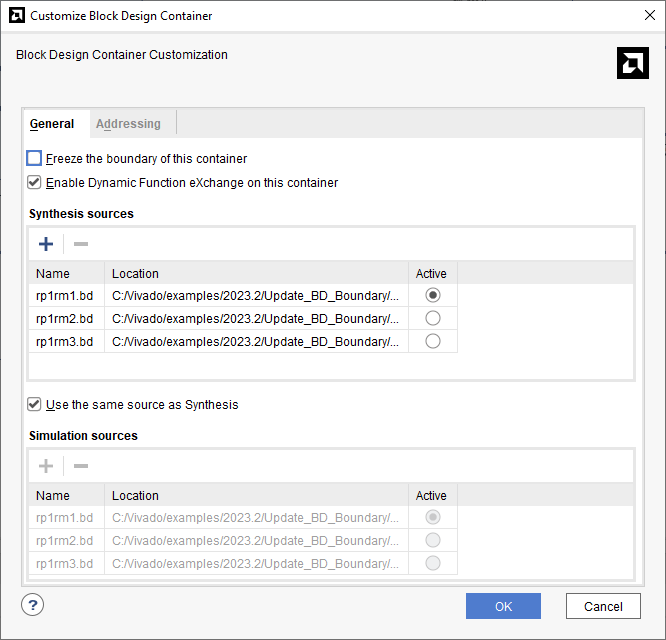 Customize Block Design Container
Block Design Container Customization
General Addressing
Freeze the boundary of this container
Enable Dynamic Function eXchange on this container
Synthesis sources
Name Location Active
rp1rm1.bd C:/Vivado/examples/2023.2/Update_BD_Boundary/...
rp1rm2.bd C:/Vivado/examples/2023.2/Update_BD_Boundary/...
rp1rm3.bd C:/Vivado/examples/2023.2/Update_BD_Boundary/...
Use the same source as Synthesis
Simulation sources
Name Location Active
rp1rm1.bd C:/Vivado/examples/2023.2/Update_BD_Boundary/...
rp1rm2.bd C:/Vivado/examples/2023.2/Update_BD_Boundary/...
rp1rm3.bd C:/Vivado/examples/2023.2/Update_BD_Boundary/...
? OK Cancel